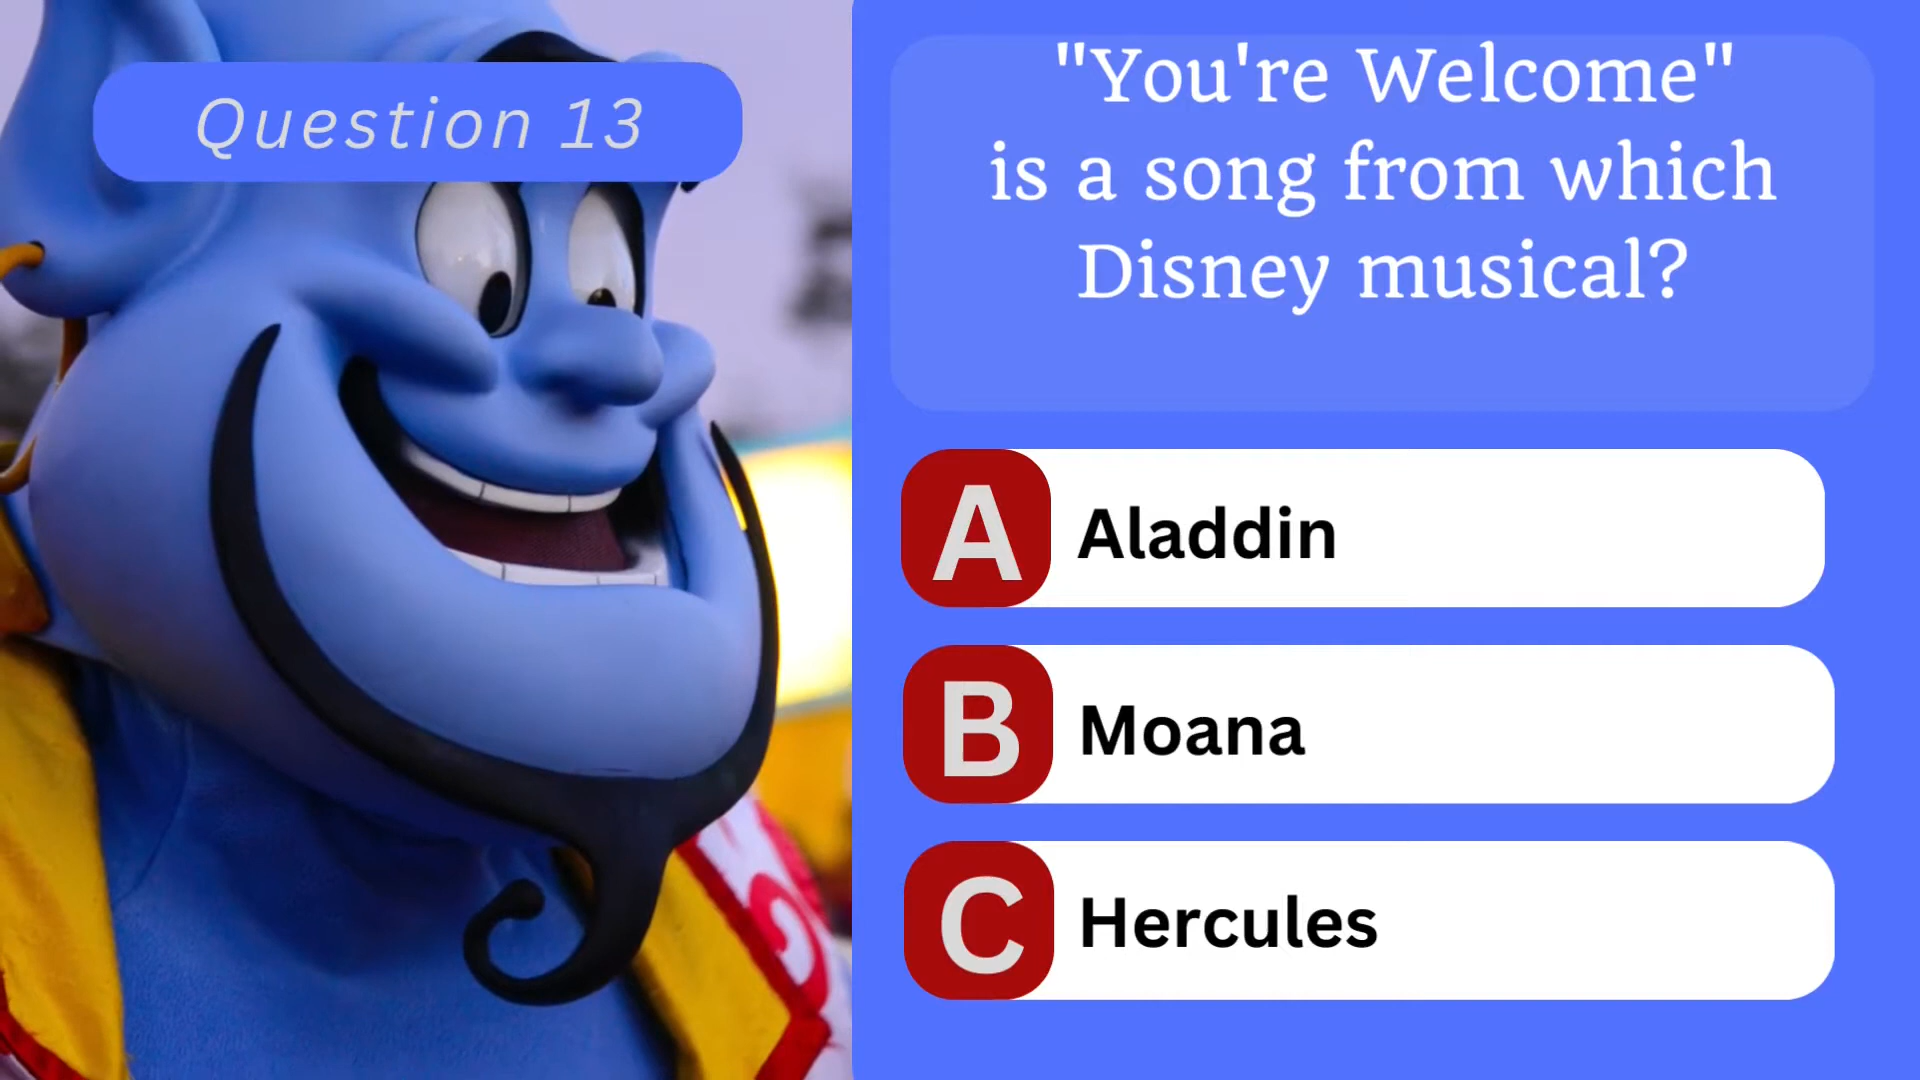 Question 13
"You're Welcome"
is a song from which
Disney musical?
A Aladdin
B Moana
C Hercules